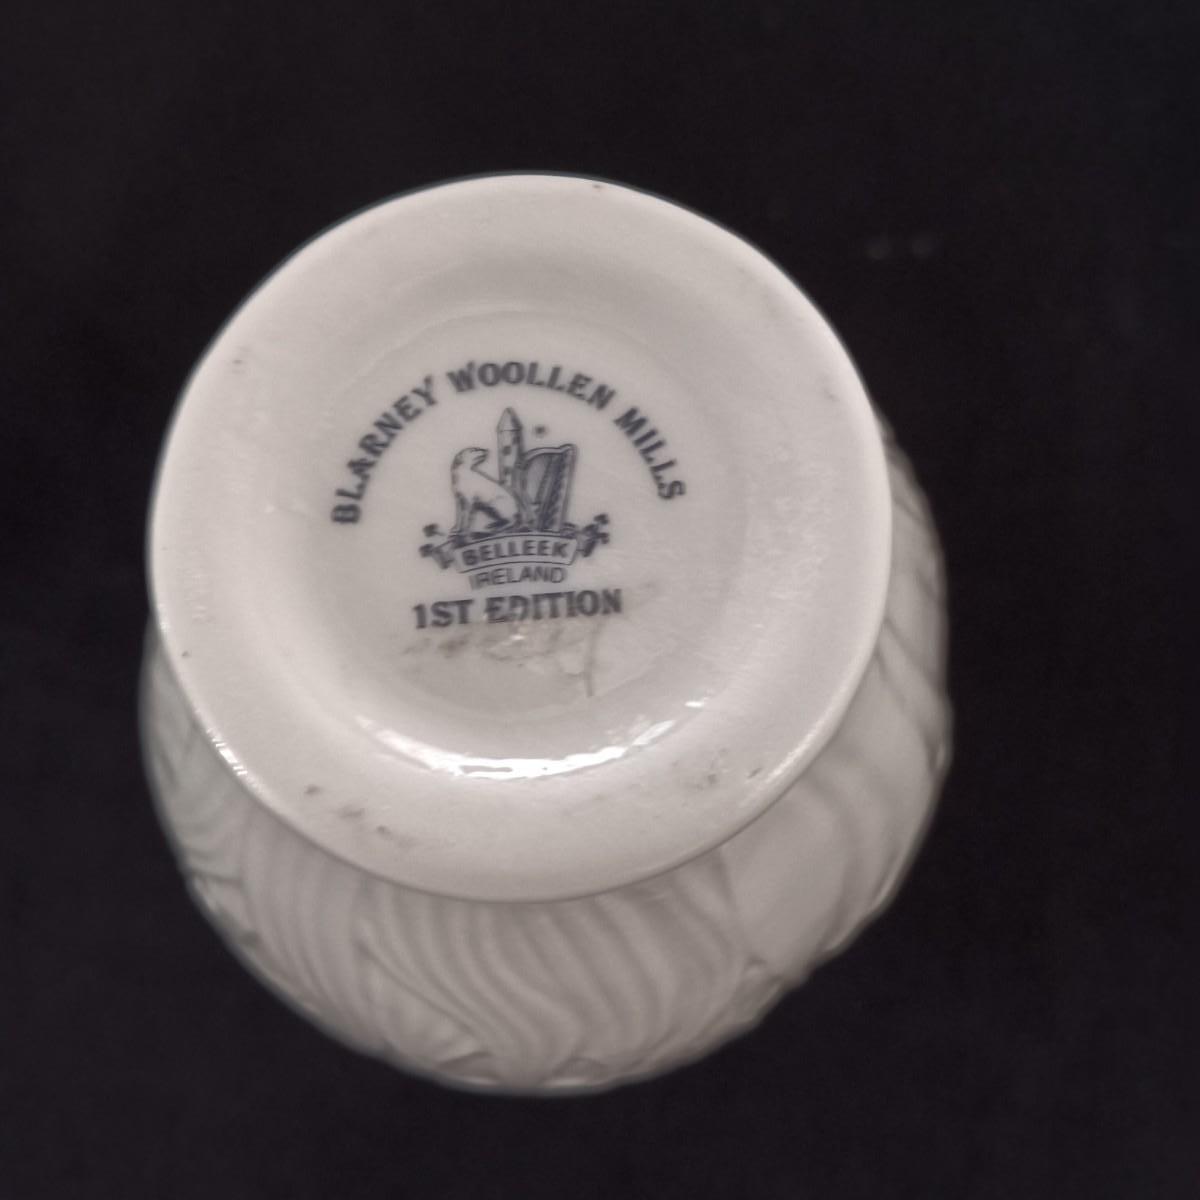 BLARNEY WOOLLEN MILLS
BELLEEK
IRELAND
1ST EDITION